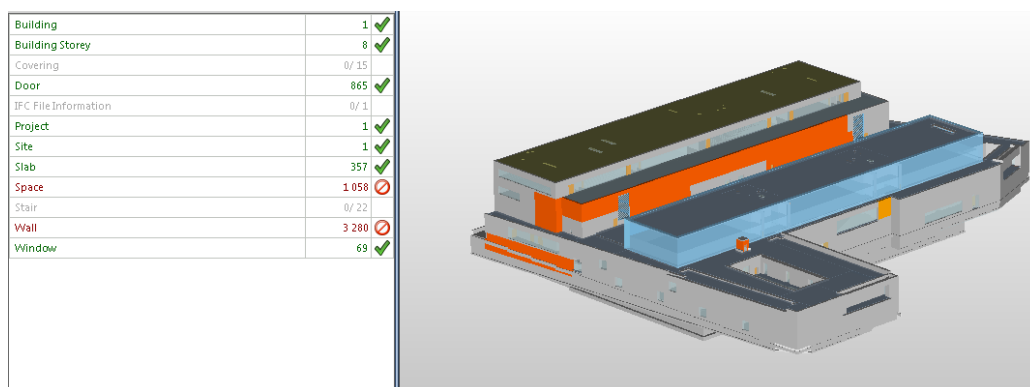 Building 1
Building Storey 8
Covering 0/ 15
Door 865
IFC File Information 0/ 1
Project 1
Site 1
Slab 357
Space 1 058
Stair 0/ 22
Wall 3 280
Window 69